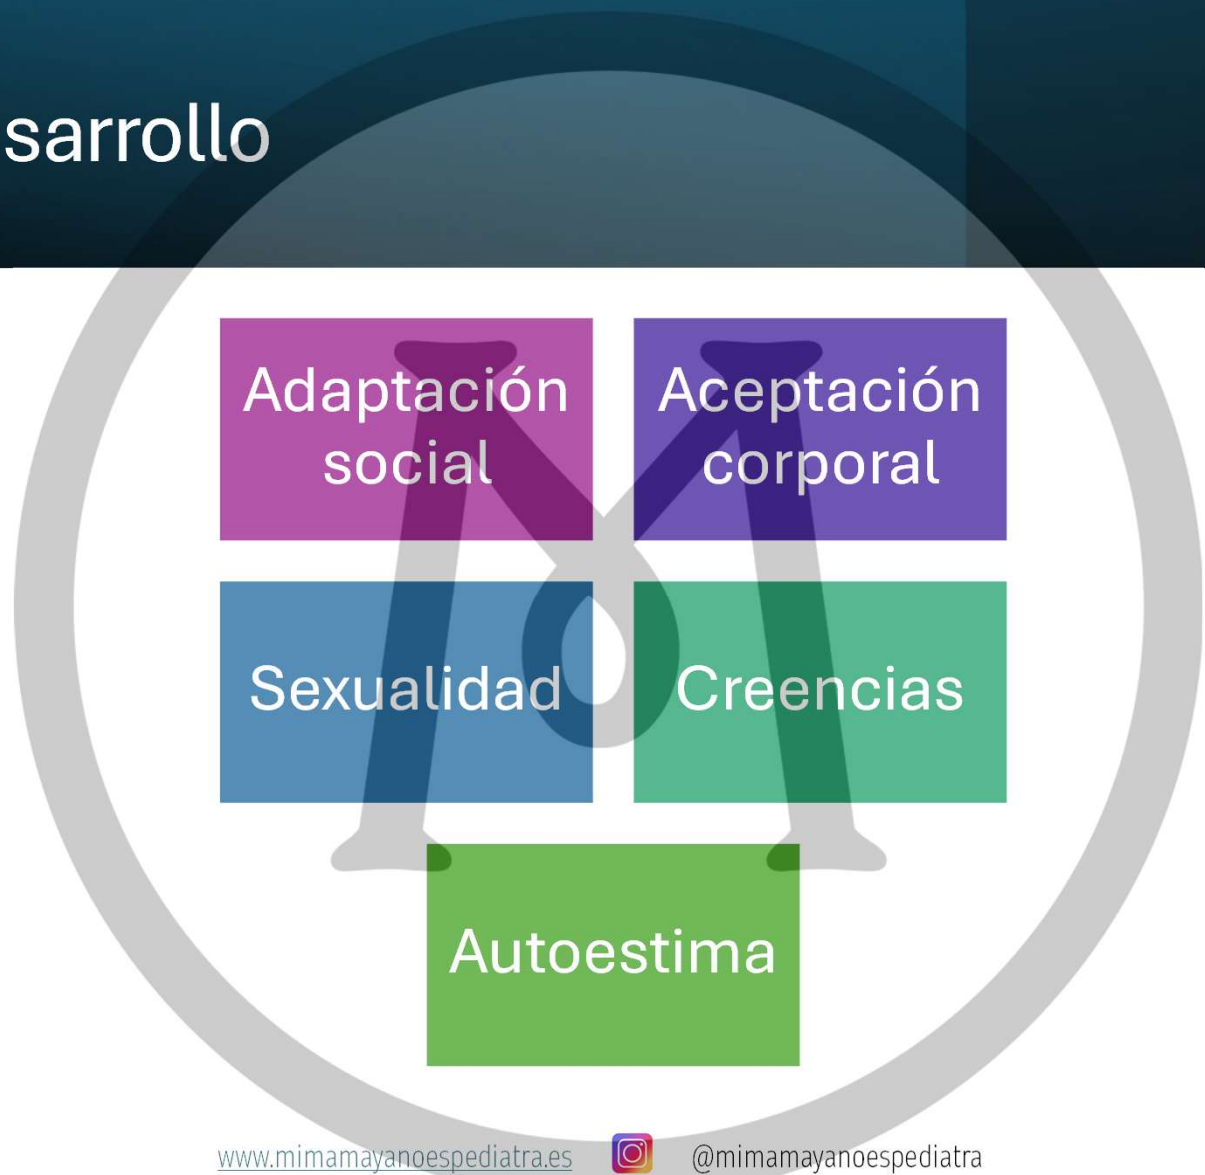 sarrollo
Adaptación
social
Aceptación
corporal
Sexualidad
Creencias
Autoestima
www.mimamayanoespediatra.es
@mimamayanoespediatra